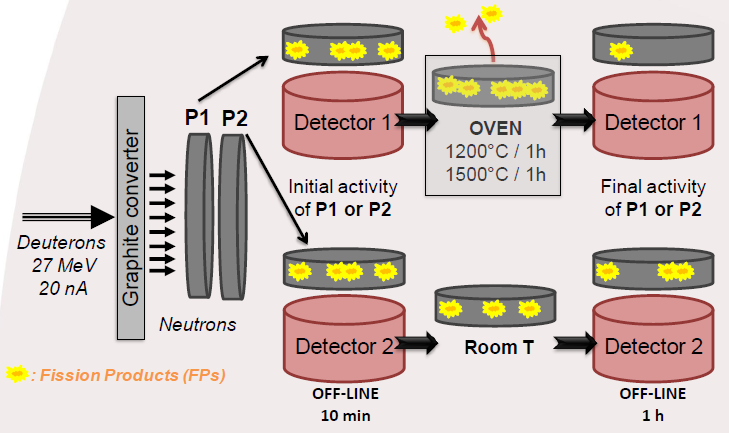 P1
P2
Graphite converter
Deuterons
27 MeV
20 nA
Neutrons
: Fission Products (FPs)
Detector 1
Initial activity
of P1 or P2
OVEN
1200°C / 1h
1500°C / 1h
Detector 1
Final activity
of P1 or P2
Detector 2
OFF-LINE
10 min
Room T
Detector 2
OFF-LINE
1 h